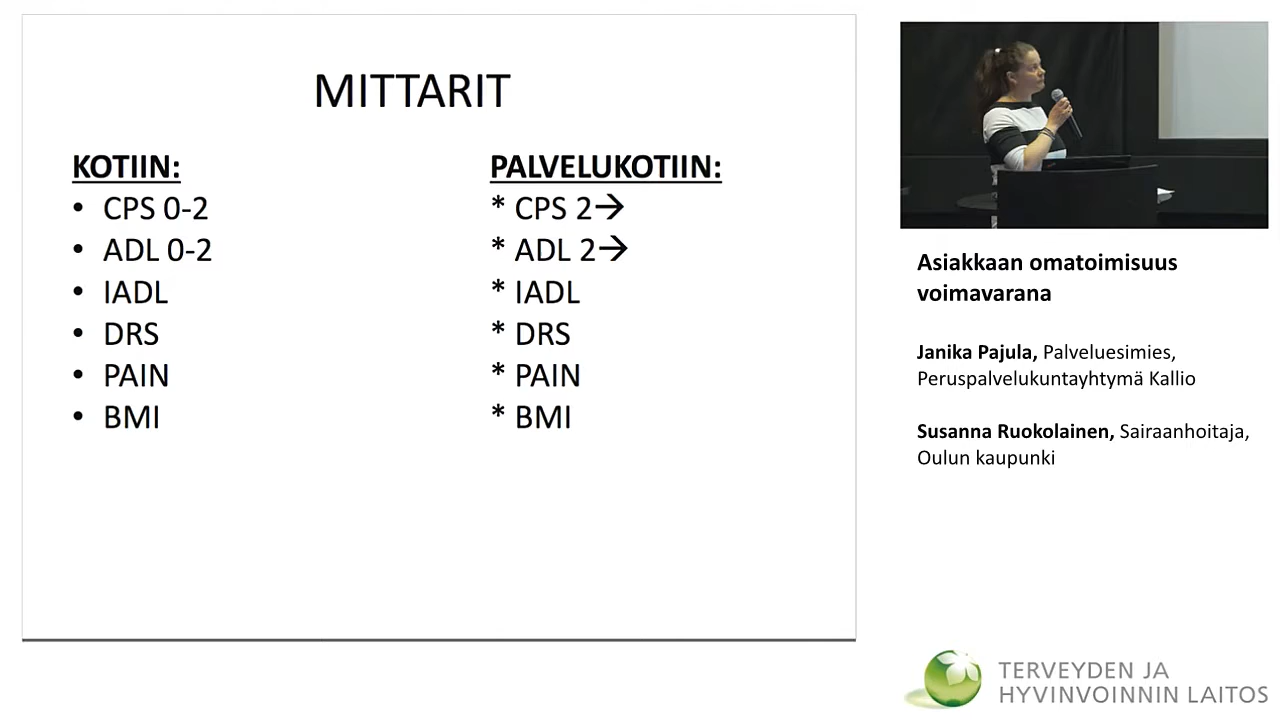 MITTARIT
KOTIIN:
• CPS 0-2
• ADL 0-2
• IADL
• DRS
• PAIN
• BMI
PALVELUKOTIIN:
* CPS 2→
* ADL 2→
* IADL
* DRS
* PAIN
* BMI
Asiakkaan omatoimisuus
voimavarana
Janika Pajula, Palveluesimies,
Peruspalvelukuntayhtymä Kallio
Susanna Ruokolainen, Sairaanhoitaja,
Oulun kaupunki
TERVEYDEN JA
HYVINVOINNIN LAITOS